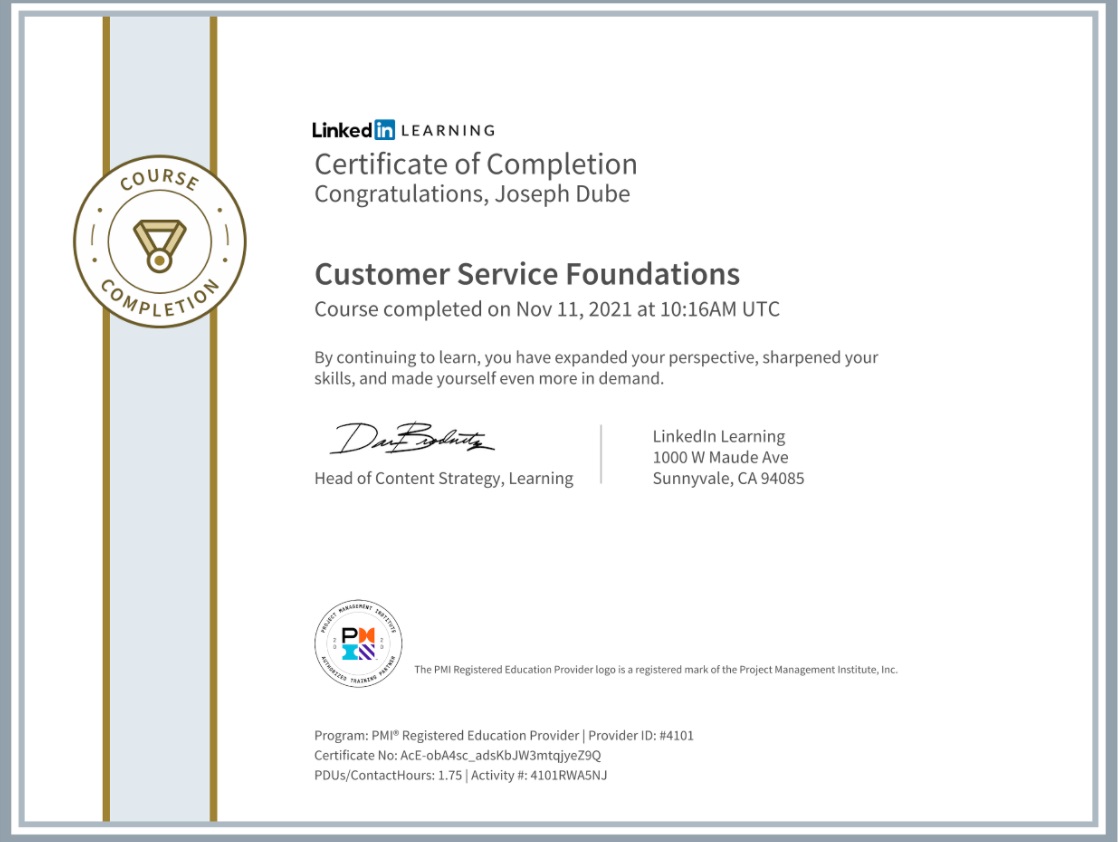 COURSE
COMPLETION
Linked in LEARNING
Certificate of Completion
Congratulations, Joseph Dube
Customer Service Foundations
Course completed on Nov 11, 2021 at 10:16AM UTC
By continuing to learn, you have expanded your perspective, sharpened your
skills, and made yourself even more in demand.
Head of Content Strategy, Learning
LinkedIn Learning
1000 W Maude Ave
Sunnyvale, CA 94085
PROJECT MANAGEMENT INSTITUTE
20 20
PMI
AUTHORIZED TRAINING PARTNER
The PMI Registered Education Provider logo is a registered mark of the Project Management Institute, Inc.
Program: PMI® Registered Education Provider | Provider ID: #4101
Certificate No: AcE-obA4sc_adsKbJW3mtqjyeZ9Q
PDUs/ContactHours: 1.75 | Activity #: 4101RWA5NJ